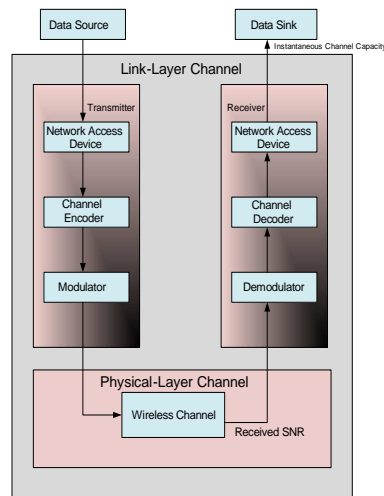 Data Source
Data Sink
Instantaneous Channel Capacity
Link-Layer Channel
Transmitter
Receiver
Network Access
Device
Network Access
Device
Channel
Encoder
Channel
Decoder
Modulator
Demodulator
Physical-Layer Channel
Wireless Channel
Received SNR